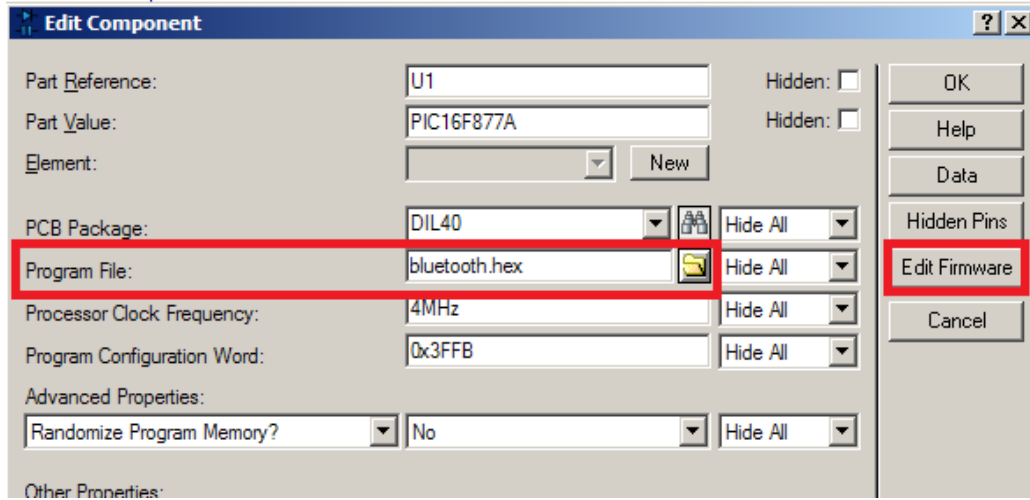 Edit Component
Part Reference: U1 Hidden: OK
Part Value: PIC16F877A Hidden: Help
Element: New Data
PCB Package: DIL40 Hide All Hidden Pins
Program File: bluetooth.hex Hide All Edit Firmware
Processor Clock Frequency: 4MHz Hide All Cancel
Program Configuration Word: 0x3FFB Hide All
Advanced Properties:
Randomize Program Memory? No Hide All
Other Properties: